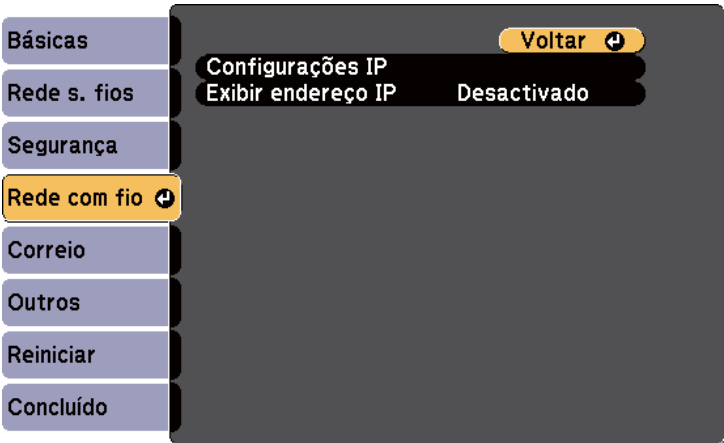 Básicas
Rede s. fios
Segurança
Rede com fio
Correio
Outros
Reiniciar
Concluído
Voltar
Configurações IP
Exibir endereço IP Desactivado